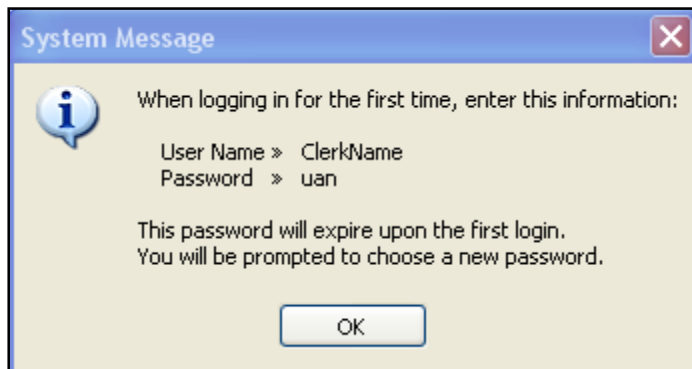 System Message
When logging in for the first time, enter this information:
User Name » ClerkName
Password » uan
This password will expire upon the first login.
You will be prompted to choose a new password.
OK